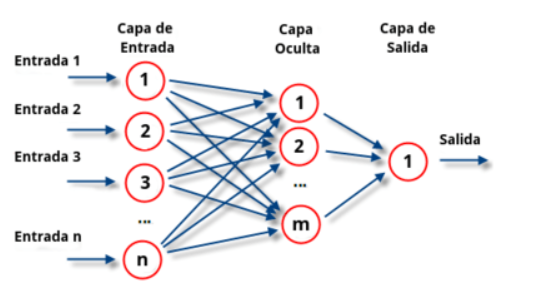 Capa de
Entrada
Capa
Oculta
Capa de
Salida
Entrada 1
1
Entrada 2
2
Entrada 3
3
...
Entrada n
n
1
2
...
m
1
Salida